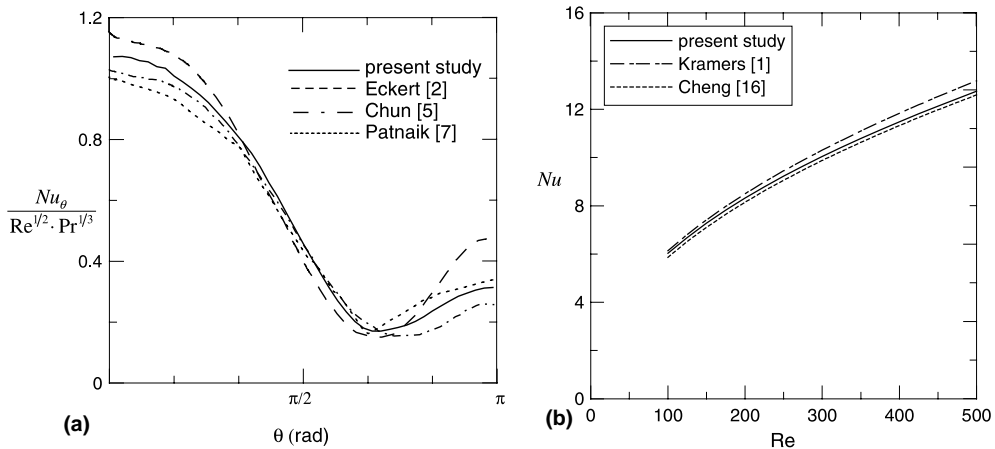 1.2
0.8
0.4
0
Nu_θ
Re^{1/2} · Pr^{1/3}
present study
Eckert [2]
Chun [5]
Patnaik [7]
π/2
π
θ (rad)
(a)
16
12
8
4
0
Nu
present study
Kramers [1]
Cheng [16]
0 100 200 300 400 500
Re
(b)